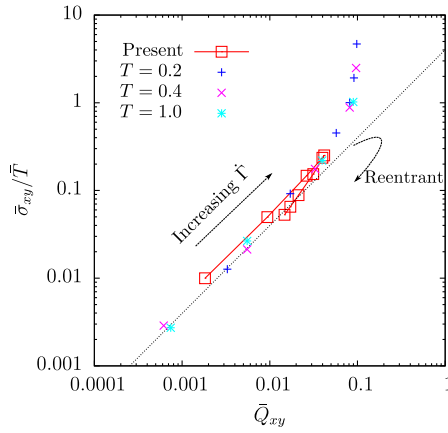 10
1
0.1
0.01
0.001
0.0001
0.001
0.01
0.1
1
σ̄_{xy}/T̄
Q̄_{xy}
Present
T = 0.2
T = 0.4
T = 1.0
Increasing Γ̇
Reentrant